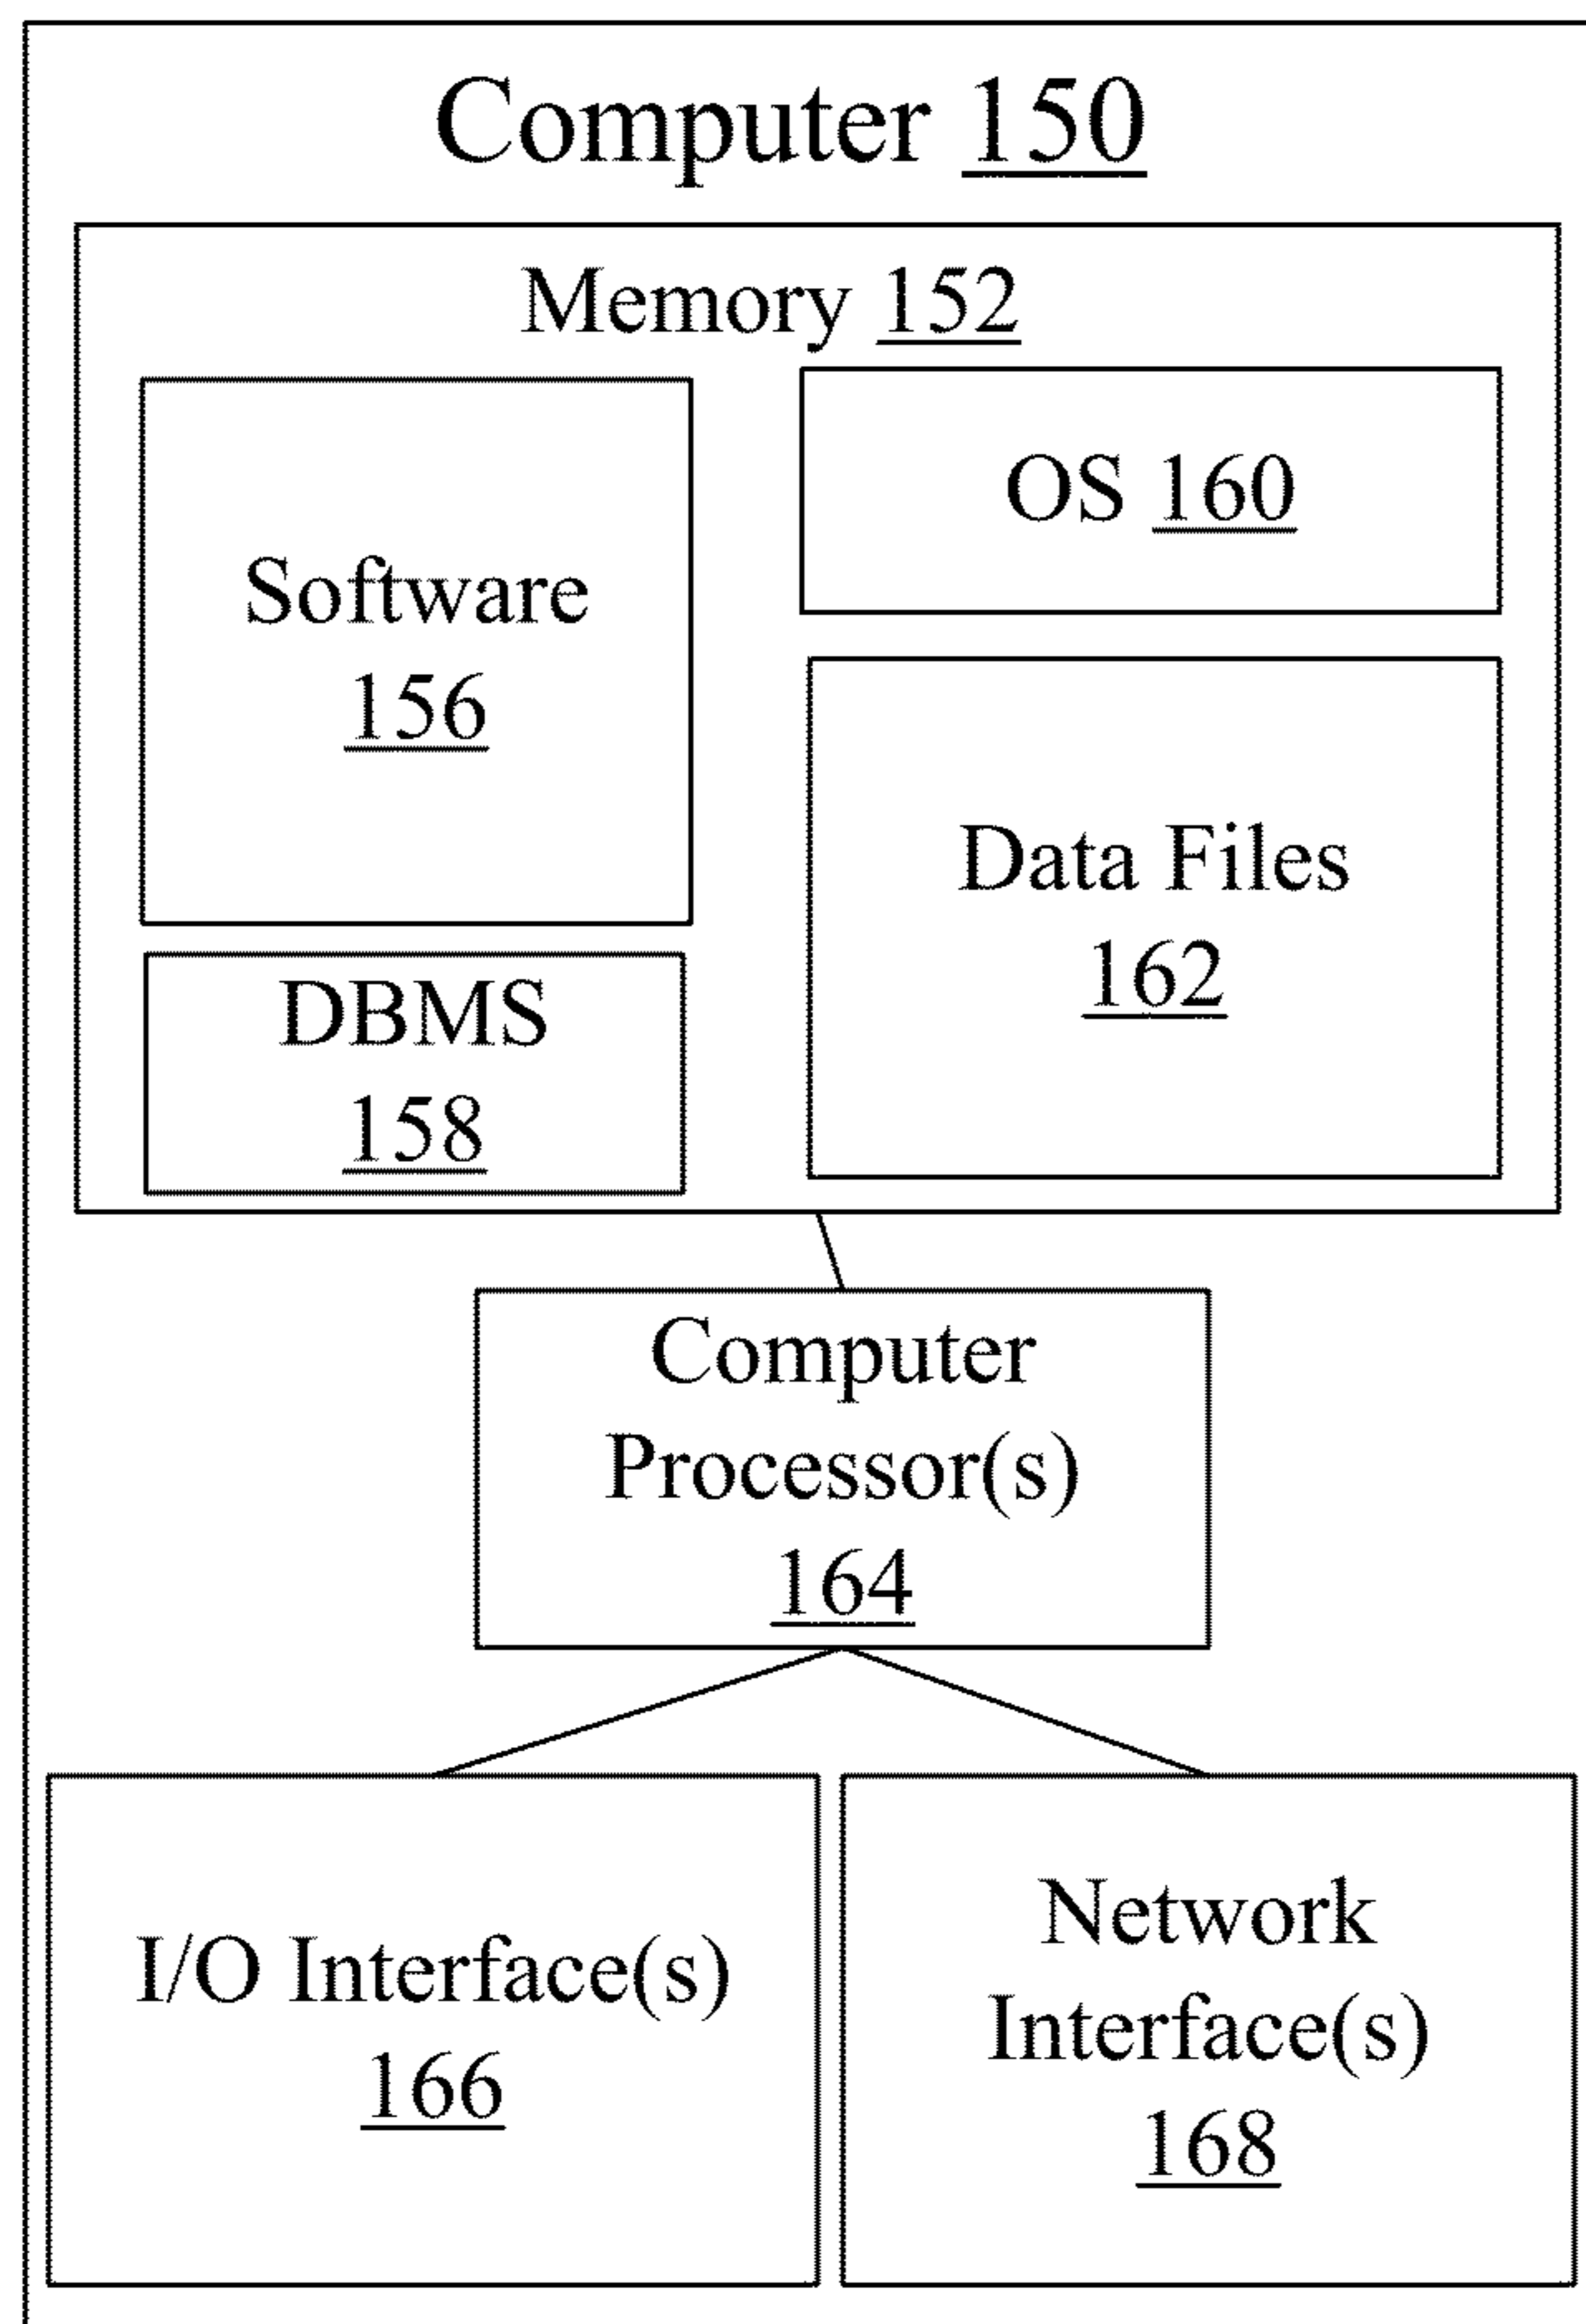 Computer 150
Memory 152
Software
156
OS 160
Data Files
162
DBMS
158
Computer
Processor(s)
164
I/O Interface(s)
166
Network
Interface(s)
168